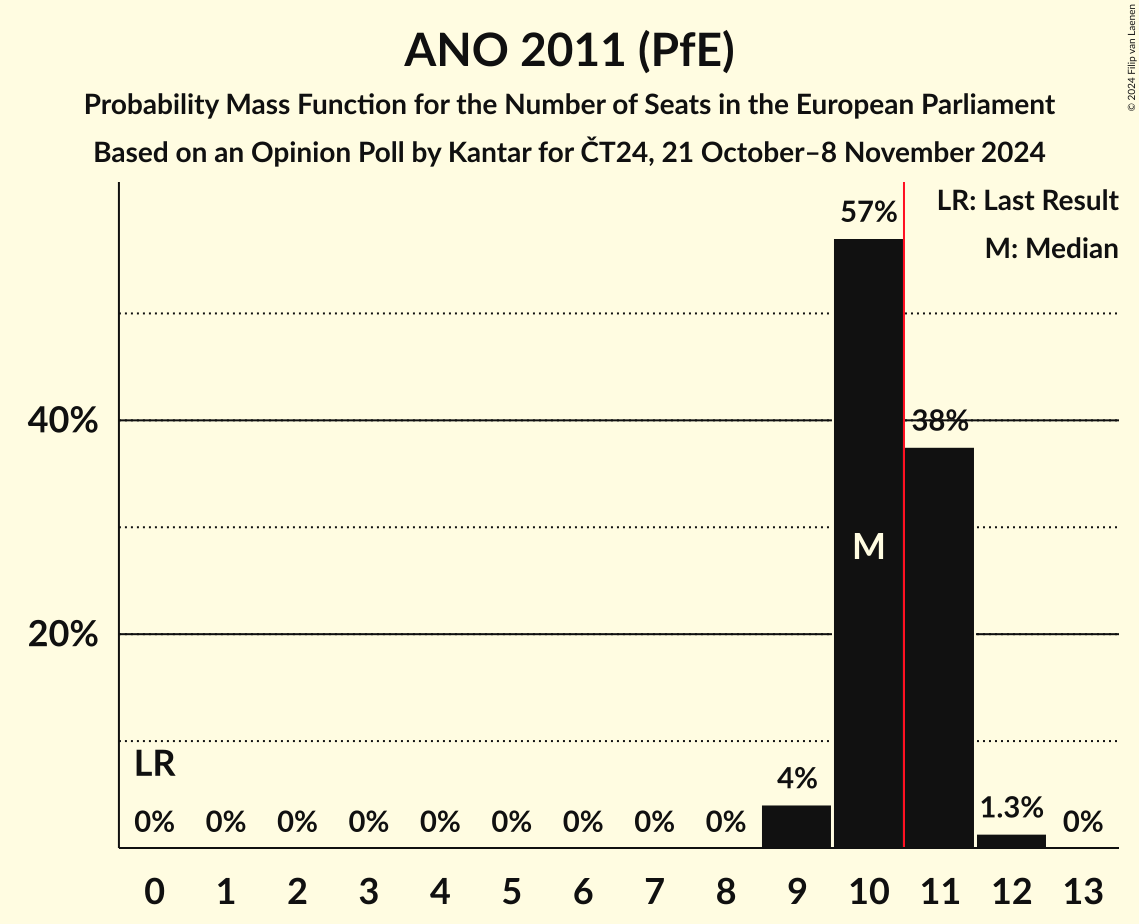 ANO 2011 (PfE)
Probability Mass Function for the Number of Seats in the European Parliament
Based on an Opinion Poll by Kantar for ČT24, 21 October–8 November 2024
© 2024 Filip van Laenen
LR: Last Result
M: Median
57%
40%
38%
M
20%
LR
0% 0% 0% 0% 0% 0% 0% 0% 0% 4% 1.3% 0%
0 1 2 3 4 5 6 7 8 9 10 11 12 13